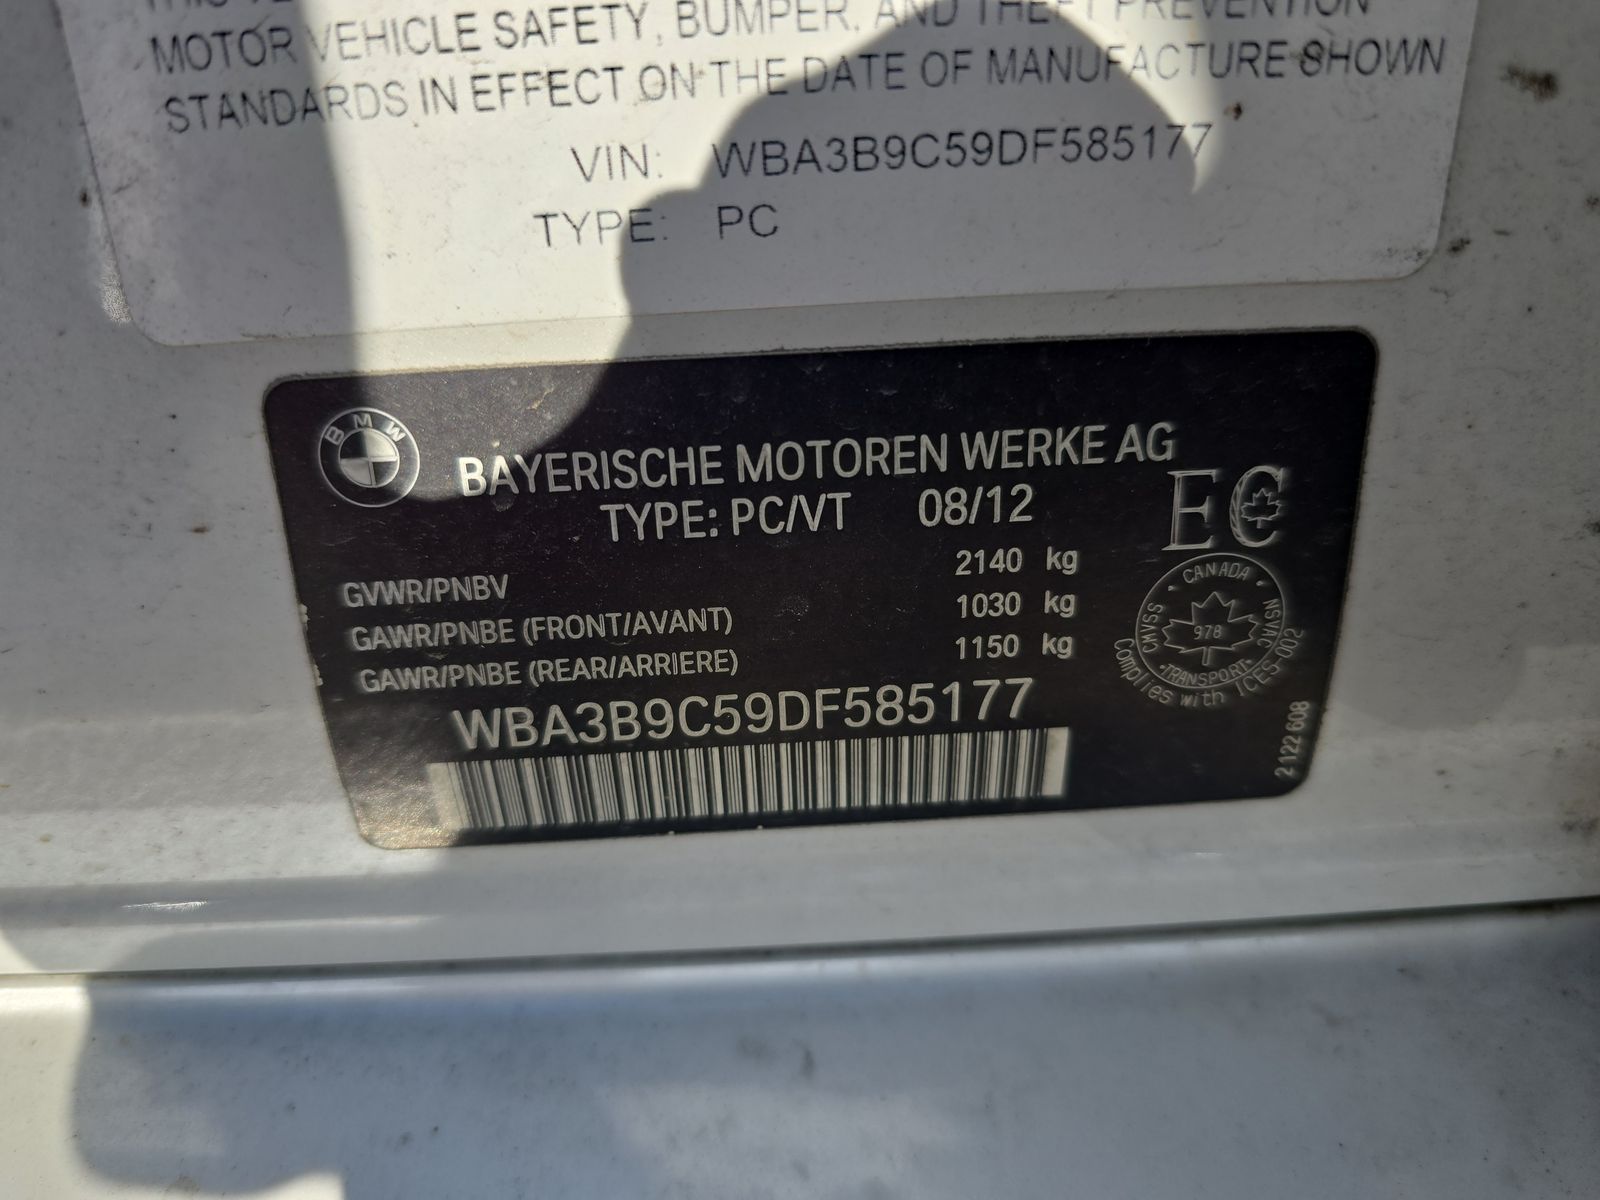 MOTOR VEHICLE SAFETY, BUMPER, AND THEFT PREVENTION
STANDARDS IN EFFECT ON THE DATE OF MANUFACTURE SHOWN
VIN: WBA3B9C59DF585177
TYPE: PC
BMW
BAYERISCHE MOTOREN WERKE AG
TYPE: PC/VT 08/12
EC
GVWR/PNBV 2140 kg
GAWR/PNBE (FRONT/AVANT) 1030 kg
GAWR/PNBE (REAR/ARRIERE) 1150 kg
CANADA
CMVSS
NSVAC
978
TRANSPORT
Complies with ICES-002
WBA3B9C59DF585177
2 122 608